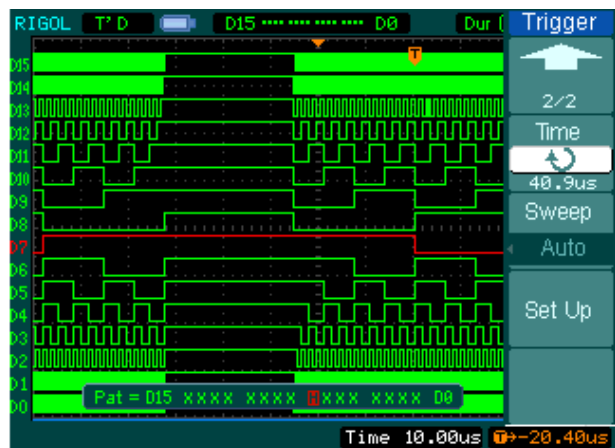 RIGOL T'D D15 D0 Dur ( Trigger
T
2/2
Time
40.9us
Sweep
Auto
Set Up
D15
D14
D13
D12
D11
D10
D9
D8
D7
D6
D5
D4
D3
D2
D1
D0
Pat = D15 XXXX XXXX HXXX XXXX D0
Time 10.00us T→-20.40us